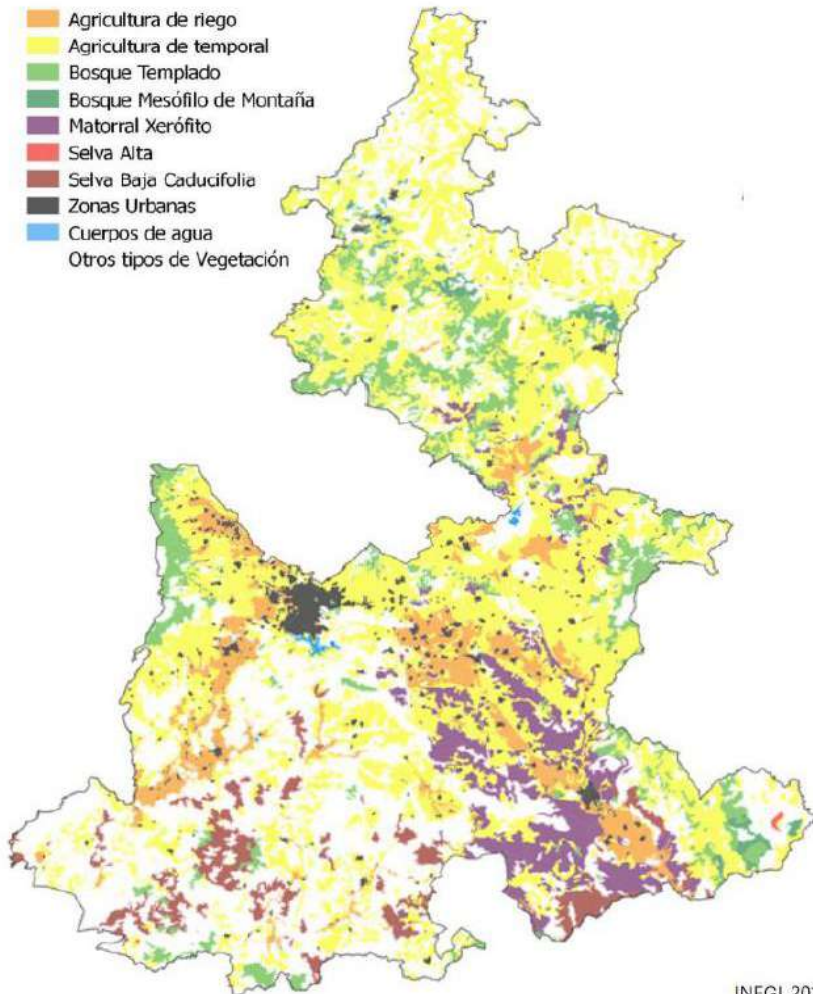 Agricultura de riego
Agricultura de temporal
Bosque Templado
Bosque Mesófilo de Montaña
Matorral Xerófito
Selva Alta
Selva Baja Caducifolia
Zonas Urbanas
Cuerpos de agua
Otros tipos de Vegetación
INEGI